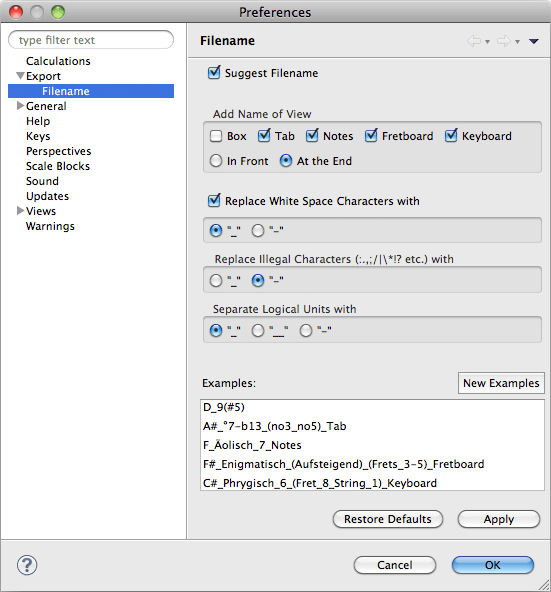 Preferences
type filter text
Calculations
Export
Filename
General
Help
Keys
Perspectives
Scale Blocks
Sound
Updates
Views
Warnings
Filename
Suggest Filename
Add Name of View
Box Tab Notes Fretboard Keyboard
In Front At the End
Replace White Space Characters with
"_" "-"
Replace Illegal Characters (:.,;/|\*!? etc.) with
"_" "-"
Separate Logical Units with
"_" "__" "-"
Examples: New Examples
D_9(#5)
A#_°7-b13_(no3_no5)_Tab
F_Äolisch_7_Notes
F#_Enigmatisch_(Aufsteigend)_(Frets_3-5)_Fretboard
C#_Phrygisch_6_(Fret_8_String_1)_Keyboard
Restore Defaults Apply
? Cancel OK